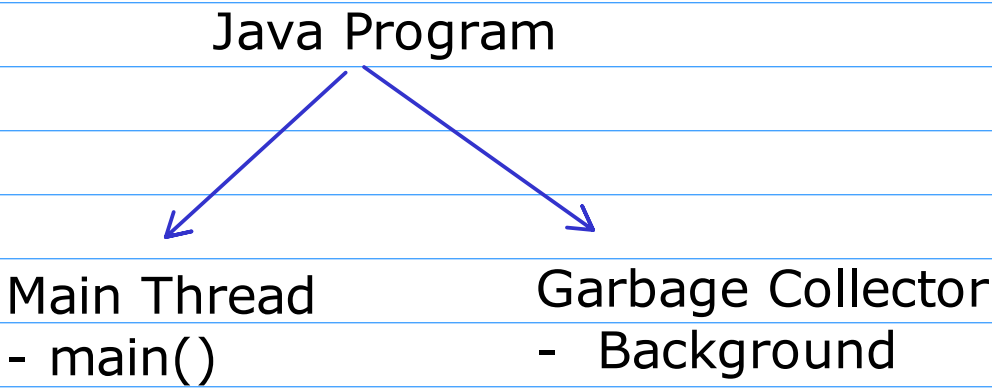 Java Program
Main Thread
- main()
Garbage Collector
- Background